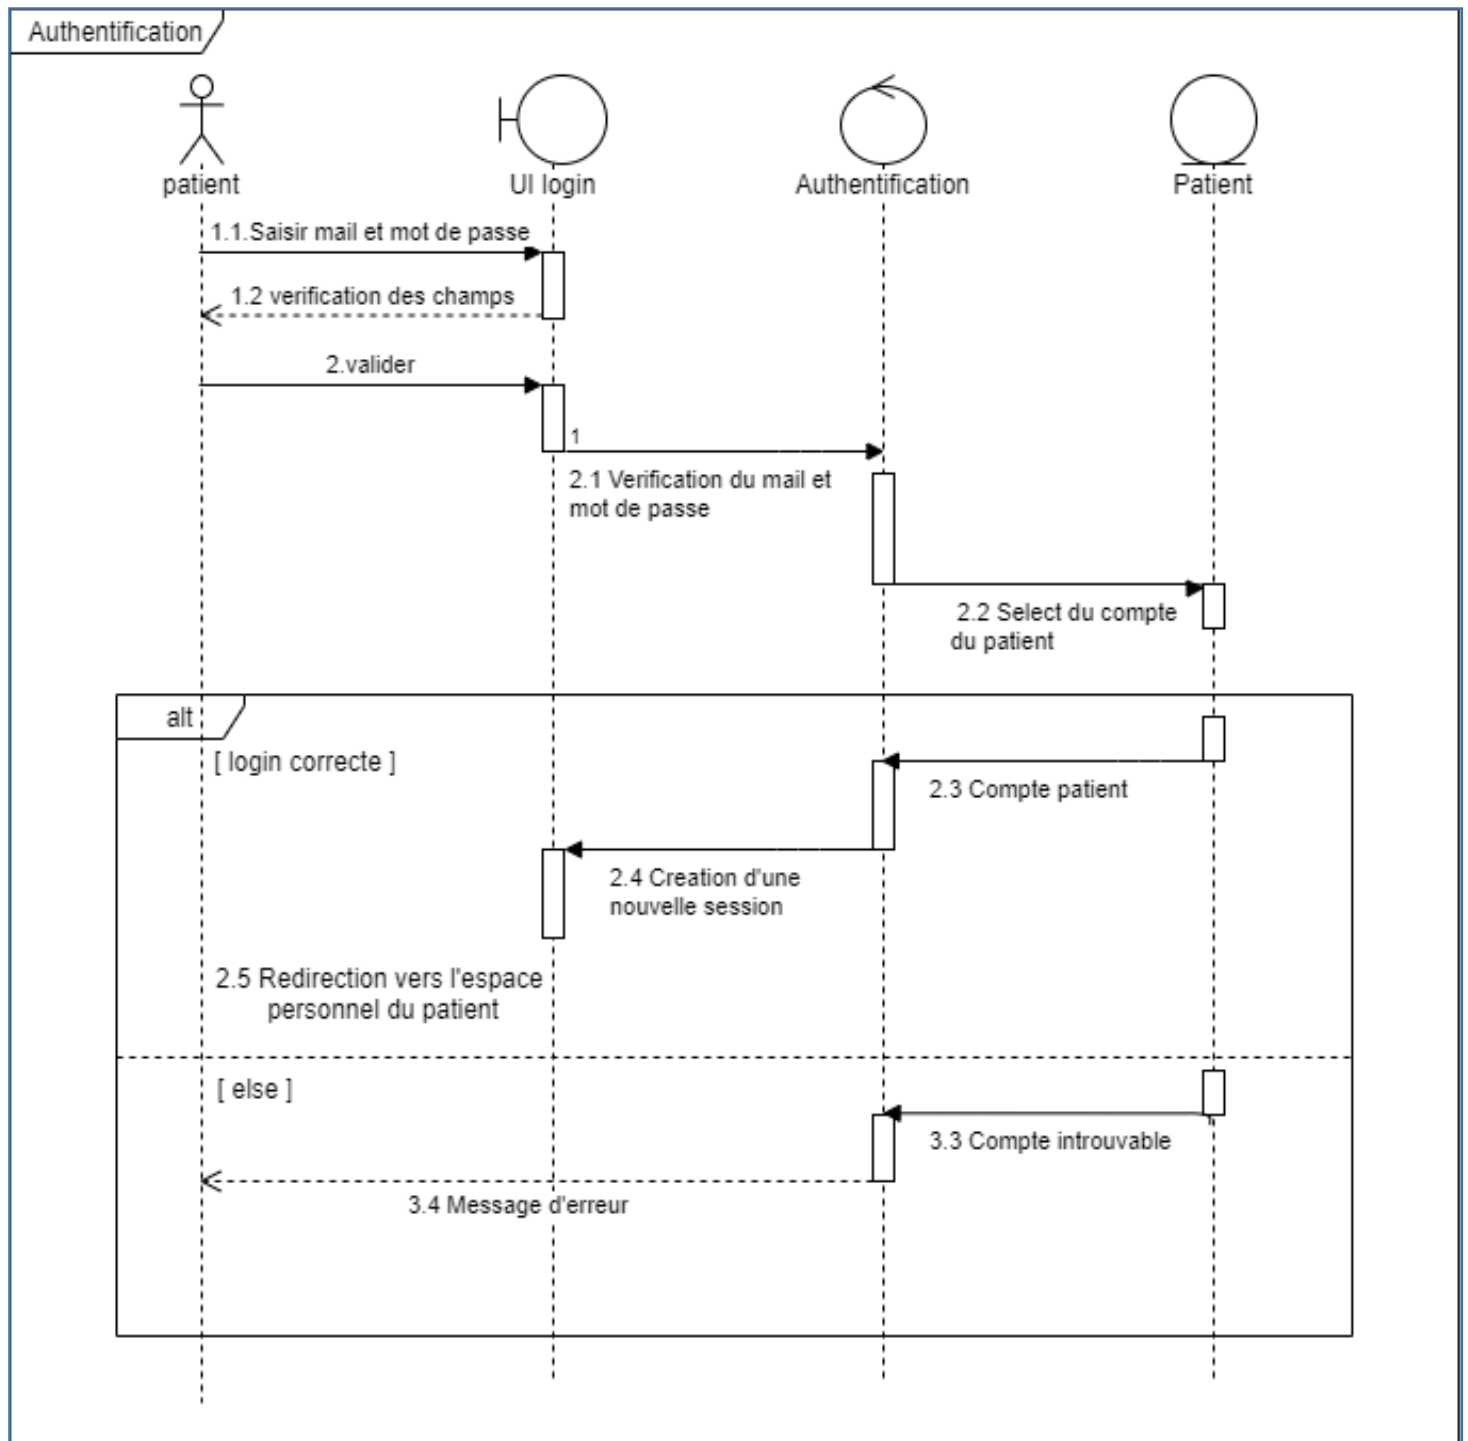 Authentification
patient
UI login
Authentification
Patient
1.1.Saisir mail et mot de passe
1.2 verification des champs
2.valider
1
2.1 Verification du mail et
mot de passe
2.2 Select du compte
du patient
alt
[ login correcte ]
2.3 Compte patient
2.4 Creation d'une
nouvelle session
2.5 Redirection vers l'espace
personnel du patient
[ else ]
3.3 Compte introuvable
3.4 Message d'erreur